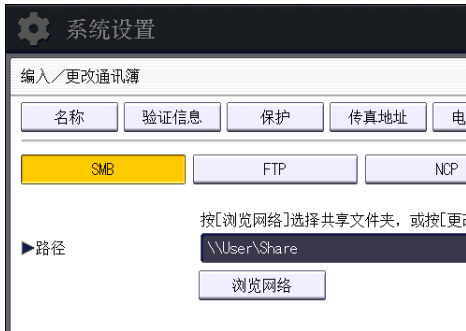 系统设置
编入／更改通讯簿
名称 验证信息 保护 传真地址 电
SMB FTP NCP
按[浏览网络]选择共享文件夹，或按[更改
▶路径 \\User\Share
浏览网络